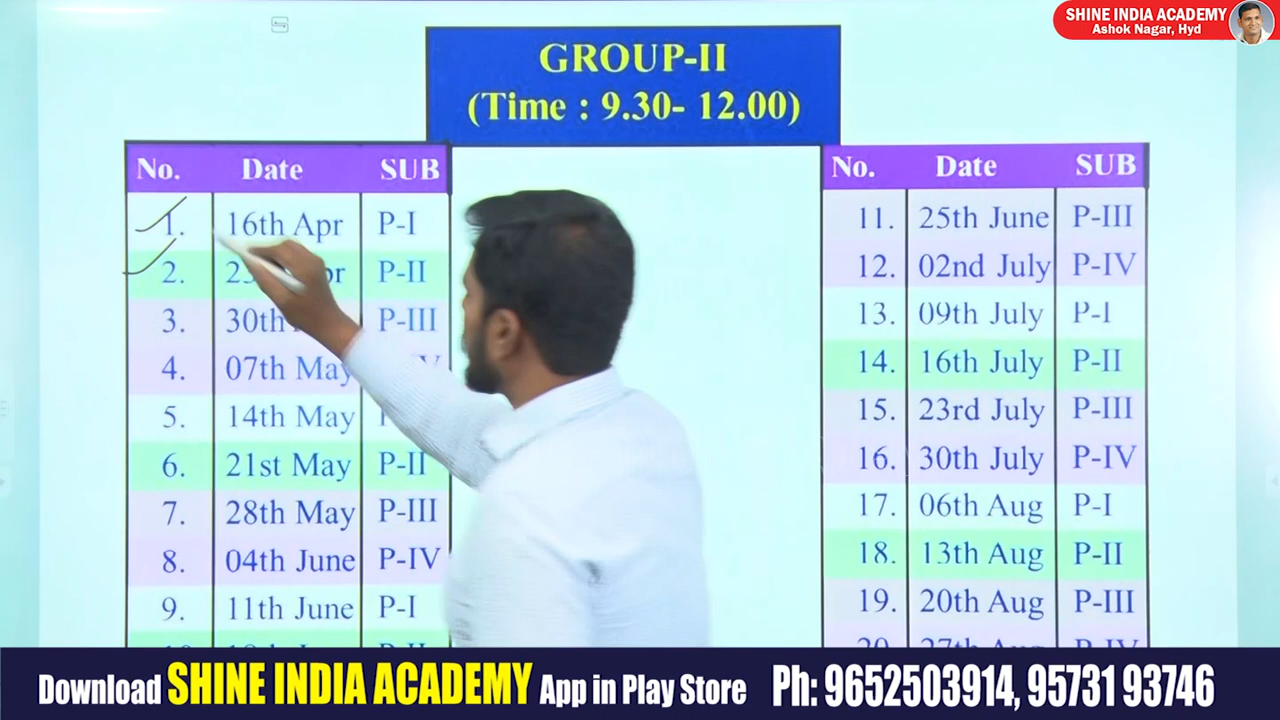 SHINE INDIA ACADEMY
Ashok Nagar, Hyd
GROUP-II
(Time : 9.30- 12.00)
No. Date SUB
1. 16th Apr P-I
2. P-II
3. 30th P-III
4. 07th May
5. 14th May
6. 21st May P-II
7. 28th May P-III
8. 04th June P-IV
9. 11th June P-I
No. Date SUB
11. 25th June P-III
12. 02nd July P-IV
13. 09th July P-I
14. 16th July P-II
15. 23rd July P-III
16. 30th July P-IV
17. 06th Aug P-I
18. 13th Aug P-II
19. 20th Aug P-III
Download SHINE INDIA ACADEMY App in Play Store Ph: 9652503914, 95731 93746